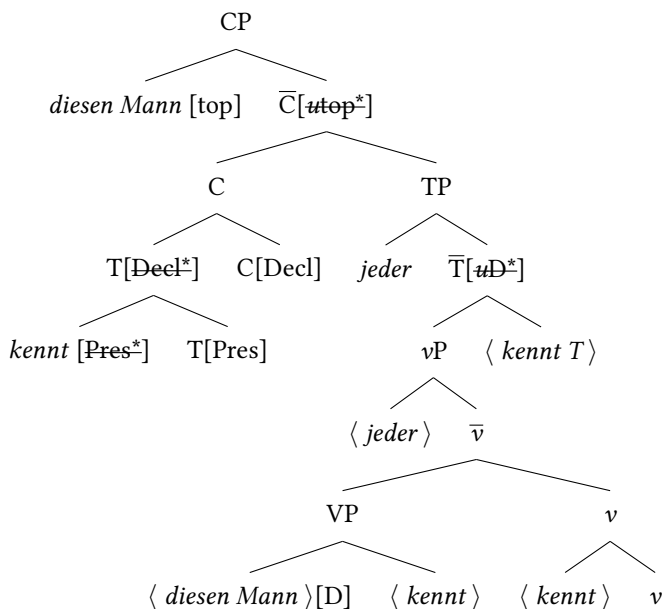 CP
diesen Mann [top] C̅[utop*]
C TP
T[Decl*] C[Decl] jeder T̅[uD*]
kennt [Pres*] T[Pres] vP ⟨ kennt T ⟩
⟨ jeder ⟩ v̅
VP v
⟨ diesen Mann ⟩[D] ⟨ kennt ⟩ ⟨ kennt ⟩ v